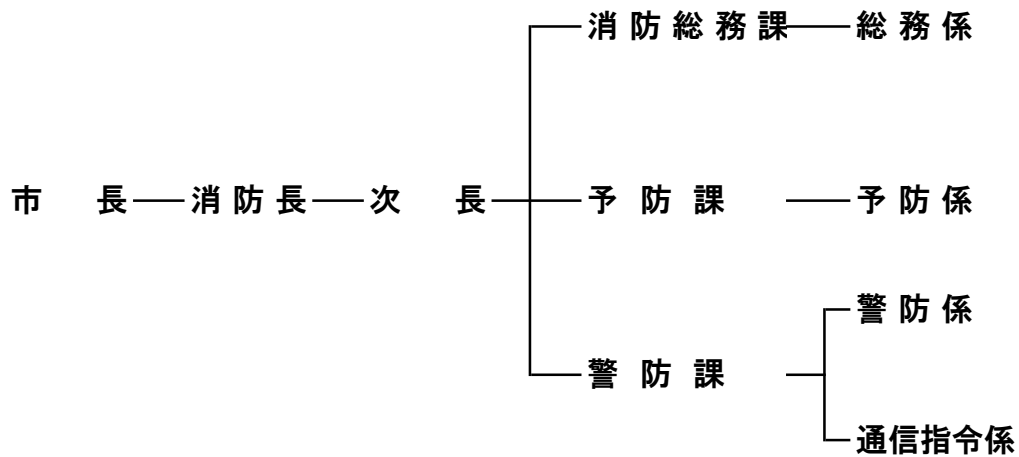 消防総務課 総務係
市長 消防長 次長 予防課 予防係
警防係
警防課
通信指令係